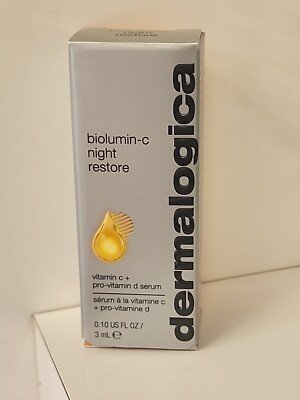 biolumin-c
night
restore
vitamin c +
pro-vitamin d serum
sérum à la vitamine c
+ pro-vitamine d
0.10 US FL OZ /
3 mL ℮
dermalogica